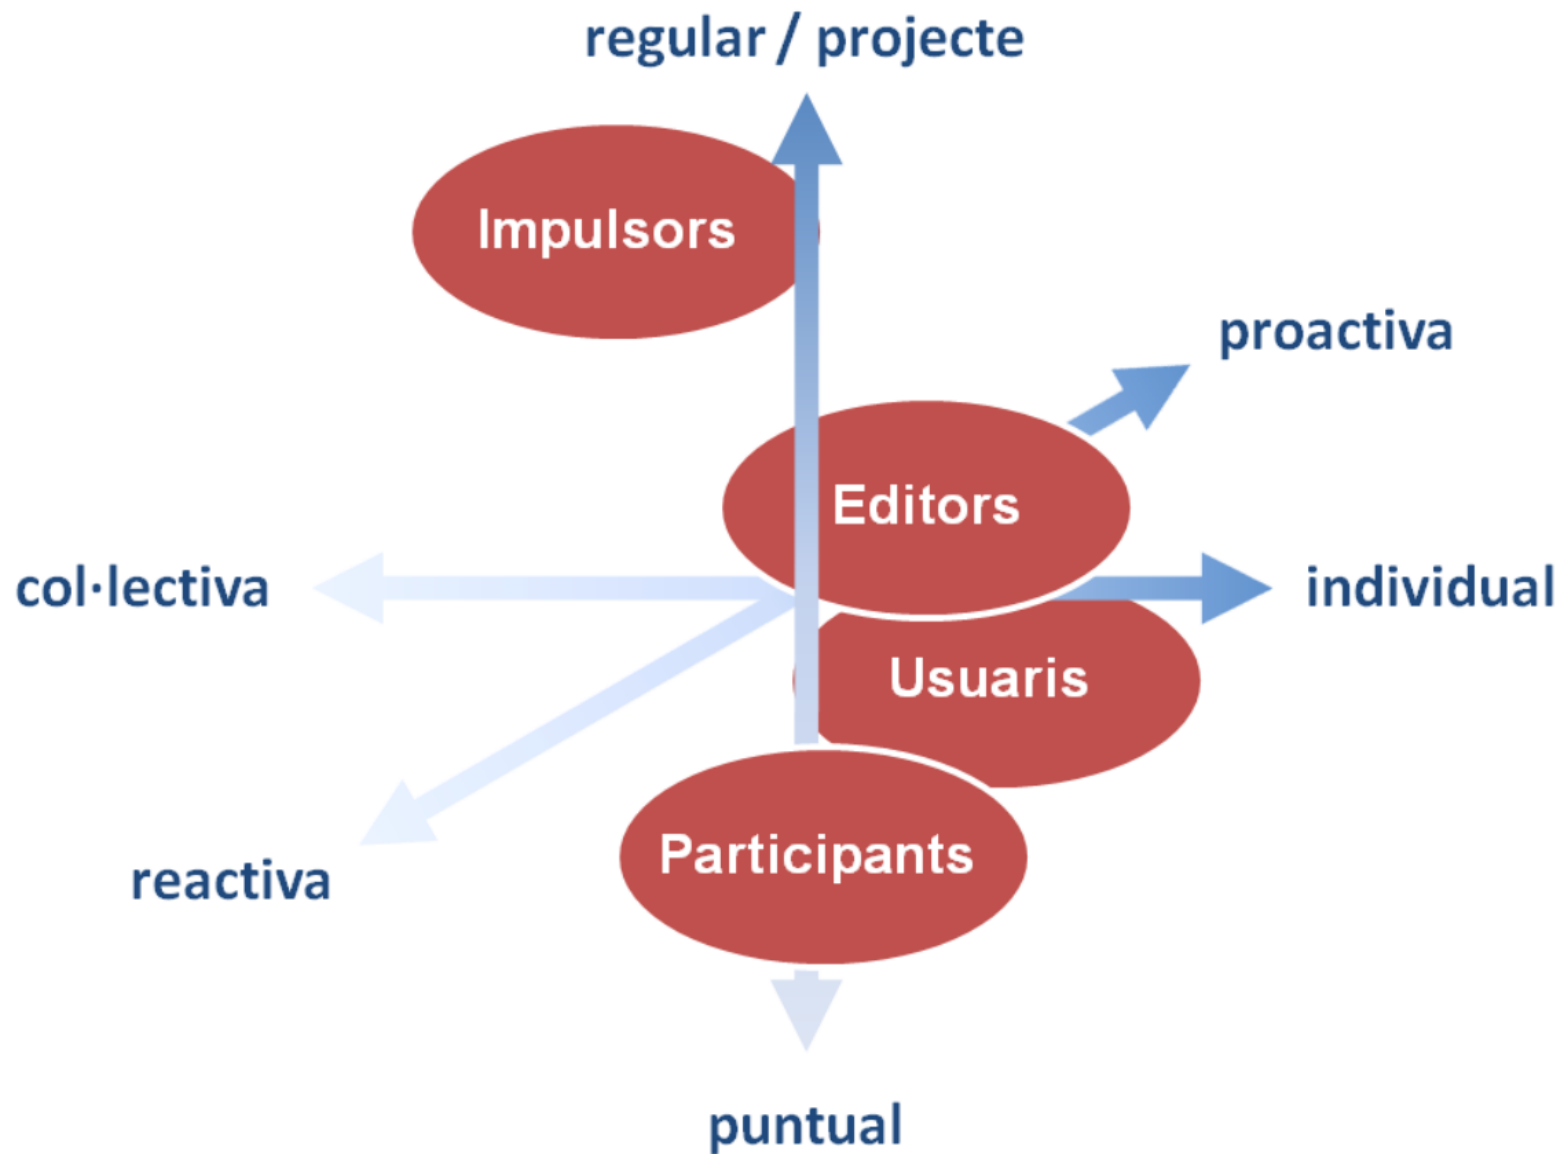 regular / projecte
Impulsors
proactiva
Editors
col·lectiva
individual
Usuaris
Participants
reactiva
puntual